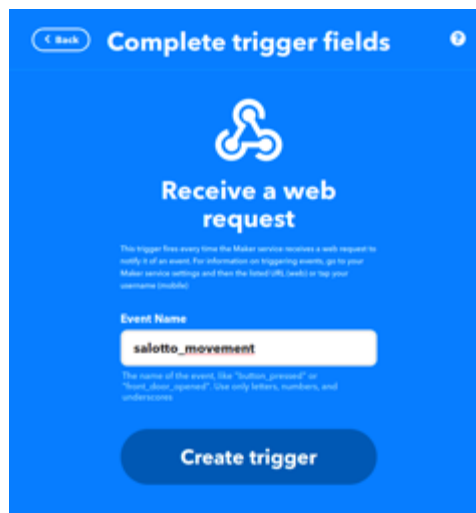 < Back
Complete trigger fields
?
Receive a web
request
This trigger fires every time the Maker service receives a web request to
notify it of an event. For information on triggering events, go to your
Maker service settings and then the listed URL (web) or tap your
username (mobile)
Event Name
salotto_movement
The name of the event, like "button_pressed" or
"front_door_opened". Use only letters, numbers, and
underscores
Create trigger